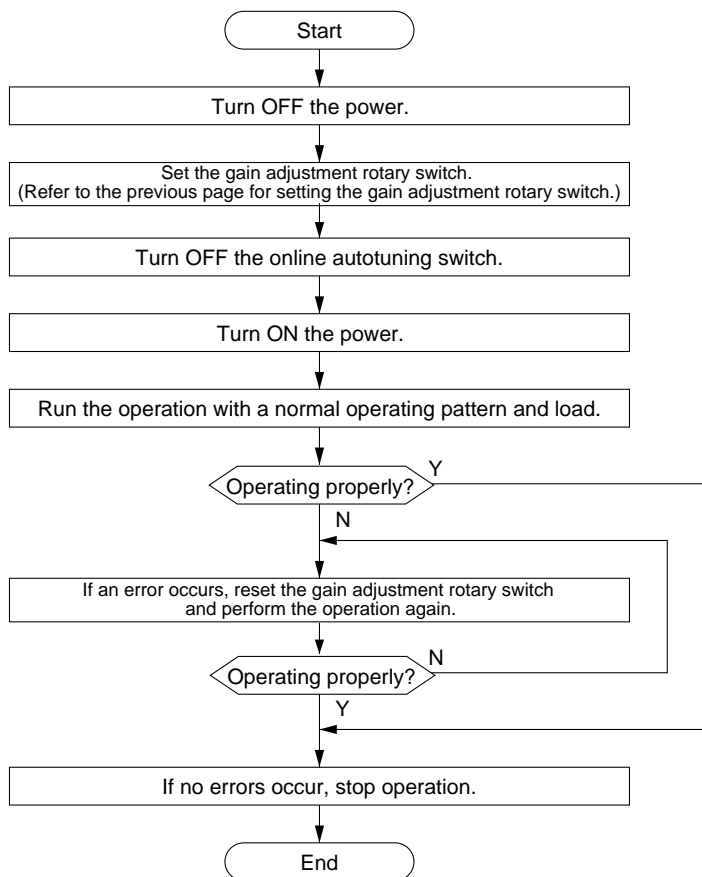 Start
Turn OFF the power.
Set the gain adjustment rotary switch.
(Refer to the previous page for setting the gain adjustment rotary switch.)
Turn OFF the online autotuning switch.
Turn ON the power.
Run the operation with a normal operating pattern and load.
Y
Operating properly?
N
If an error occurs, reset the gain adjustment rotary switch
and perform the operation again.
N
Operating properly?
Y
If no errors occur, stop operation.
End